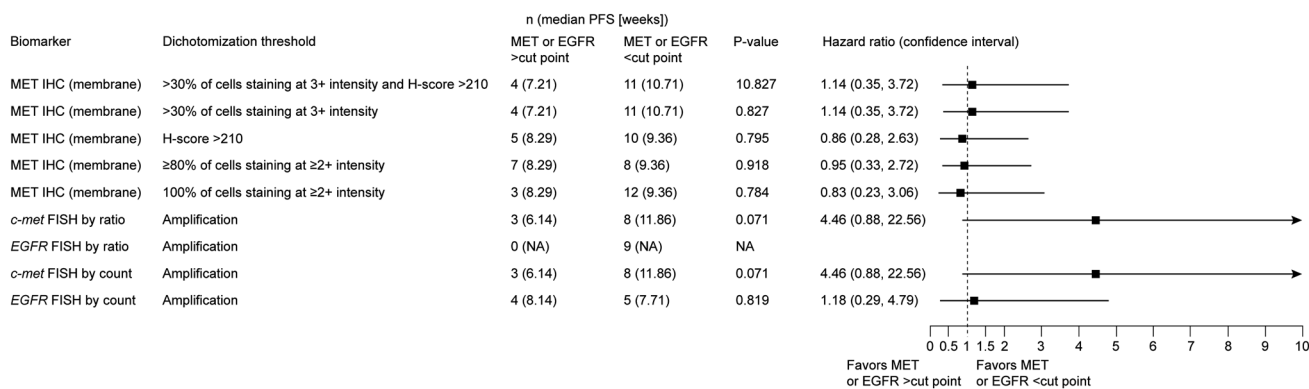 n (median PFS [weeks])
Biomarker Dichotomization threshold MET or EGFR >cut point MET or EGFR <cut point P-value Hazard ratio (confidence interval)
MET IHC (membrane) >30% of cells staining at 3+ intensity and H-score >210 4 (7.21) 11 (10.71) 10.827 1.14 (0.35, 3.72)
MET IHC (membrane) >30% of cells staining at 3+ intensity 4 (7.21) 11 (10.71) 0.827 1.14 (0.35, 3.72)
MET IHC (membrane) H-score >210 5 (8.29) 10 (9.36) 0.795 0.86 (0.28, 2.63)
MET IHC (membrane) ≥80% of cells staining at ≥2+ intensity 7 (8.29) 8 (9.36) 0.918 0.95 (0.33, 2.72)
MET IHC (membrane) 100% of cells staining at ≥2+ intensity 3 (8.29) 12 (9.36) 0.784 0.83 (0.23, 3.06)
c-met FISH by ratio Amplification 3 (6.14) 8 (11.86) 0.071 4.46 (0.88, 22.56)
EGFR FISH by ratio Amplification 0 (NA) 9 (NA) NA
c-met FISH by count Amplification 3 (6.14) 8 (11.86) 0.071 4.46 (0.88, 22.56)
EGFR FISH by count Amplification 4 (8.14) 5 (7.71) 0.819 1.18 (0.29, 4.79)
0 0.5 1 1.5 2 3 4 5 6 7 8 9 10
Favors MET or EGFR >cut point
Favors MET or EGFR <cut point